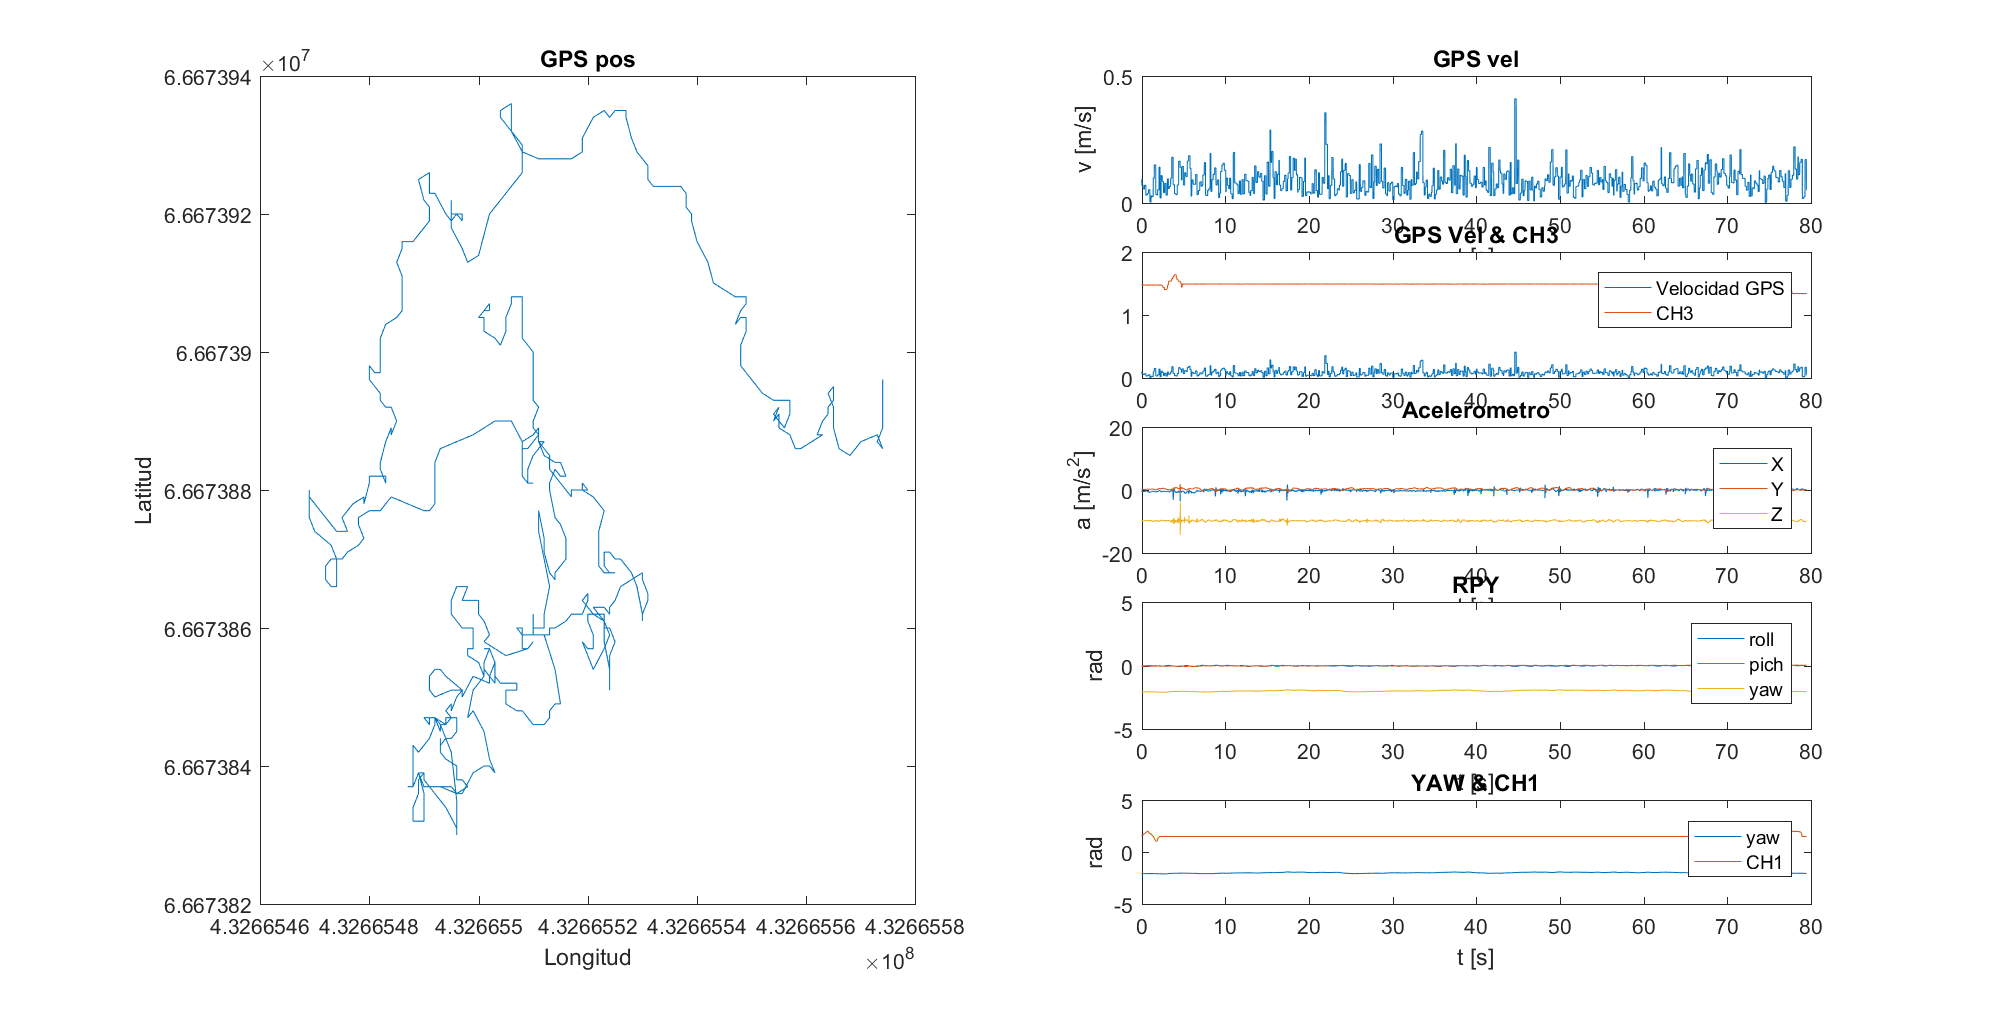 GPS pos
×10^7
6.667394
6.667392
6.66739
6.667388
6.667386
6.667384
6.667382
Latitud
4.3266546 4.3266548 4.326655 4.3266552 4.3266554 4.3266556 4.3266558
Longitud
×10^8
GPS vel
0.5
0
v [m/s]
0 10 20 30 40 50 60 70 80
t [s]
GPS Vel & CH3
2
1
0
Velocidad GPS
CH3
0 10 20 30 40 50 60 70 80
Acelerometro
20
0
-20
a [m/s^2]
X
Y
Z
0 10 20 30 40 50 60 70 80
t [s]
RPY
5
0
-5
rad
roll
pich
yaw
0 10 20 30 40 50 60 70 80
t [s]
YAW & CH1
5
0
-5
rad
yaw
CH1
0 10 20 30 40 50 60 70 80
t [s]